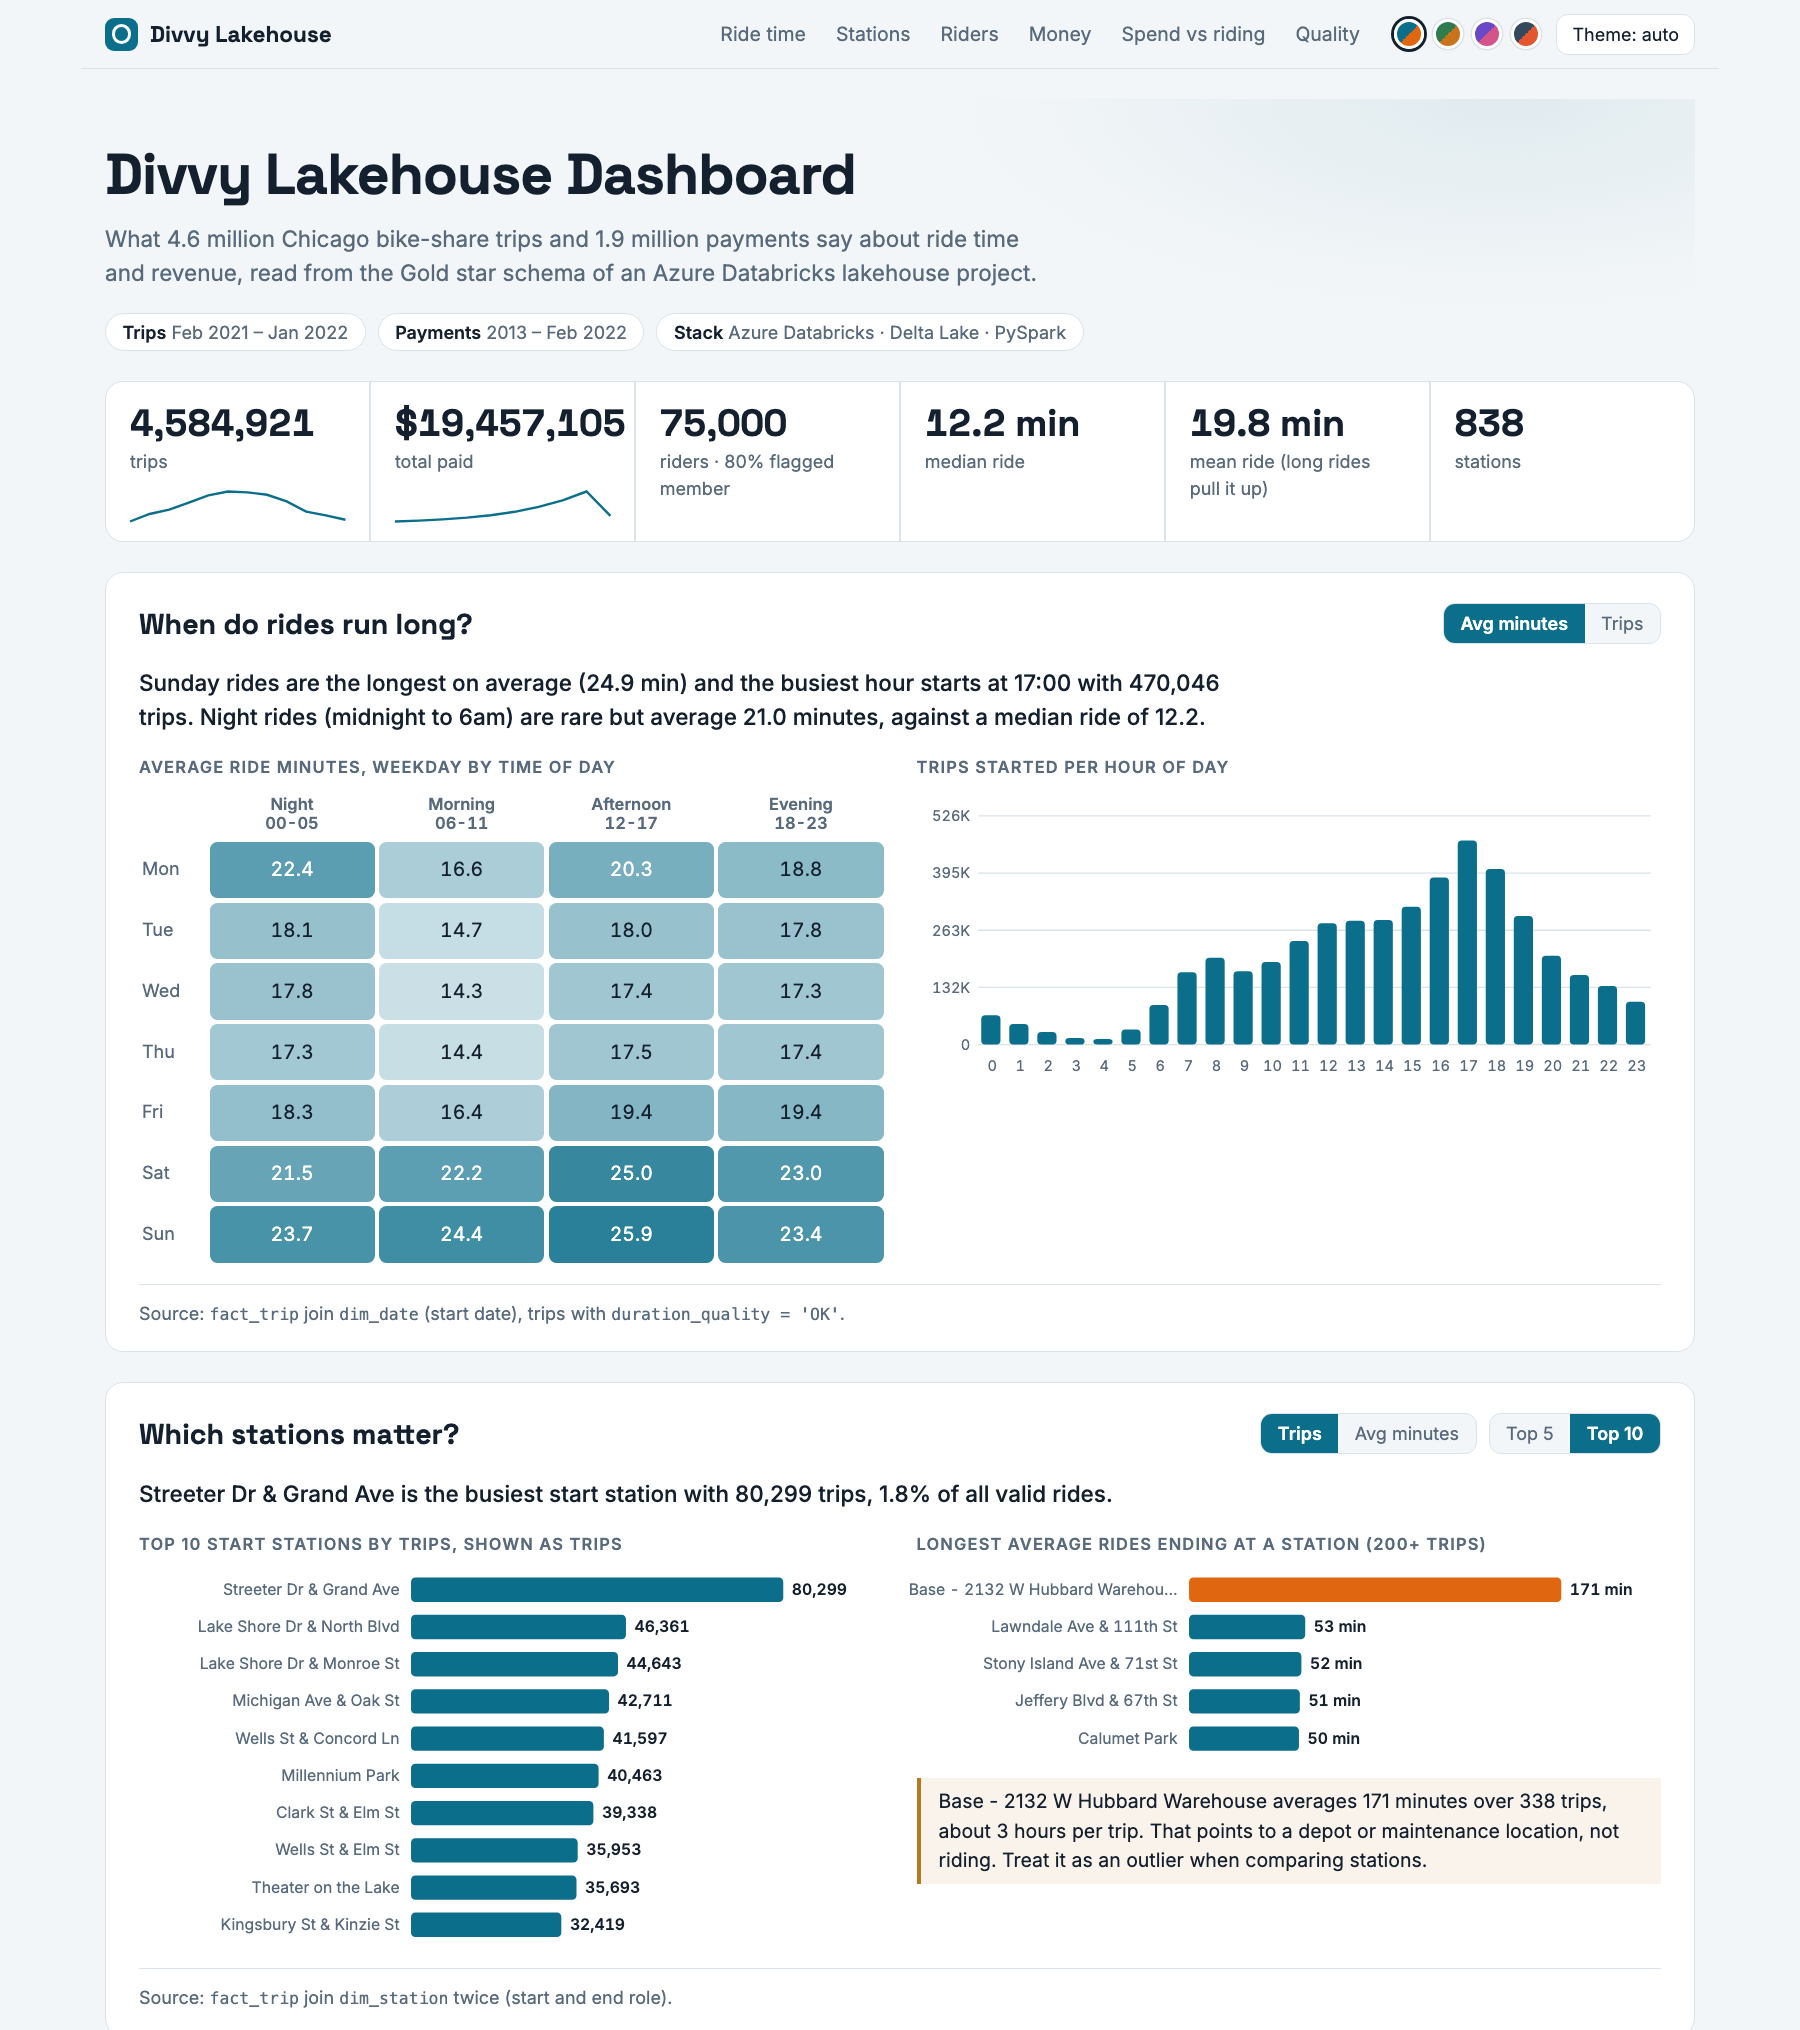 Divvy Lakehouse
Ride time Stations Riders Money Spend vs riding Quality Theme: auto
Divvy Lakehouse Dashboard
What 4.6 million Chicago bike-share trips and 1.9 million payments say about ride time
and revenue, read from the Gold star schema of an Azure Databricks lakehouse project.
Trips Feb 2021 – Jan 2022 Payments 2013 – Feb 2022 Stack Azure Databricks · Delta Lake · PySpark
4,584,921
trips
$19,457,105
total paid
75,000
riders · 80% flagged
member
12.2 min
median ride
19.8 min
mean ride (long rides
pull it up)
838
stations
When do rides run long?
Avg minutes Trips
Sunday rides are the longest on average (24.9 min) and the busiest hour starts at 17:00 with 470,046
trips. Night rides (midnight to 6am) are rare but average 21.0 minutes, against a median ride of 12.2.
AVERAGE RIDE MINUTES, WEEKDAY BY TIME OF DAY
Night Morning Afternoon Evening
00-05 06-11 12-17 18-23
Mon 22.4 16.6 20.3 18.8
Tue 18.1 14.7 18.0 17.8
Wed 17.8 14.3 17.4 17.3
Thu 17.3 14.4 17.5 17.4
Fri 18.3 16.4 19.4 19.4
Sat 21.5 22.2 25.0 23.0
Sun 23.7 24.4 25.9 23.4
TRIPS STARTED PER HOUR OF DAY
526K
395K
263K
132K
0
0 1 2 3 4 5 6 7 8 9 10 11 12 13 14 15 16 17 18 19 20 21 22 23
Source: fact_trip join dim_date (start date), trips with duration_quality = 'OK'.
Which stations matter?
Trips Avg minutes Top 5 Top 10
Streeter Dr & Grand Ave is the busiest start station with 80,299 trips, 1.8% of all valid rides.
TOP 10 START STATIONS BY TRIPS, SHOWN AS TRIPS
Streeter Dr & Grand Ave 80,299
Lake Shore Dr & North Blvd 46,361
Lake Shore Dr & Monroe St 44,643
Michigan Ave & Oak St 42,711
Wells St & Concord Ln 41,597
Millennium Park 40,463
Clark St & Elm St 39,338
Wells St & Elm St 35,953
Theater on the Lake 35,693
Kingsbury St & Kinzie St 32,419
LONGEST AVERAGE RIDES ENDING AT A STATION (200+ TRIPS)
Base - 2132 W Hubbard Warehou... 171 min
Lawndale Ave & 111th St 53 min
Stony Island Ave & 71st St 52 min
Jeffery Blvd & 67th St 51 min
Calumet Park 50 min
Base - 2132 W Hubbard Warehouse averages 171 minutes over 338 trips,
about 3 hours per trip. That points to a depot or maintenance location, not
riding. Treat it as an outlier when comparing stations.
Source: fact_trip join dim_station twice (start and end role).